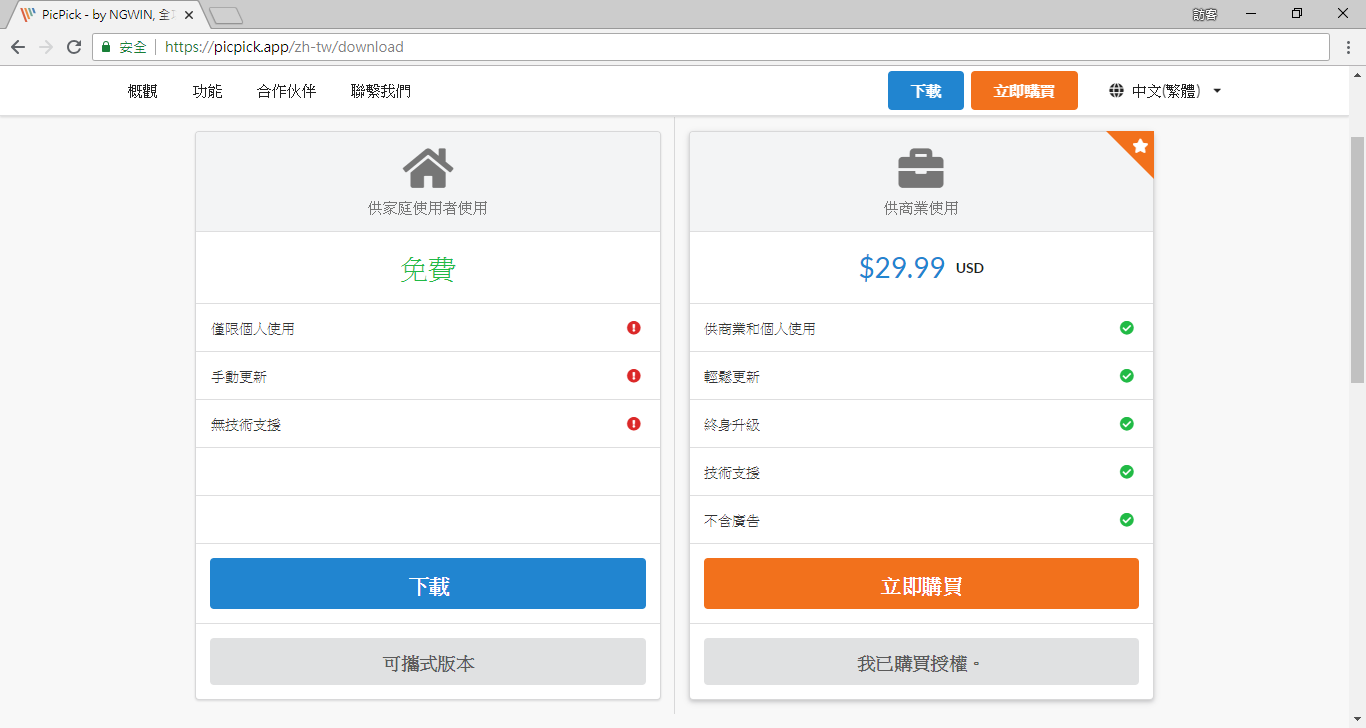 PicPick - by NGWIN, 全
訪客
安全
https://picpick.app/zh-tw/download
概觀 功能 合作伙伴 聯繫我們 下載 立即購買 中文(繁體)
供家庭使用者使用
免費
僅限個人使用
手動更新
無技術支援
下載
可攜式版本
供商業使用
$29.99 USD
供商業和個人使用
輕鬆更新
終身升級
技術支援
不含廣告
立即購買
我已購買授權。